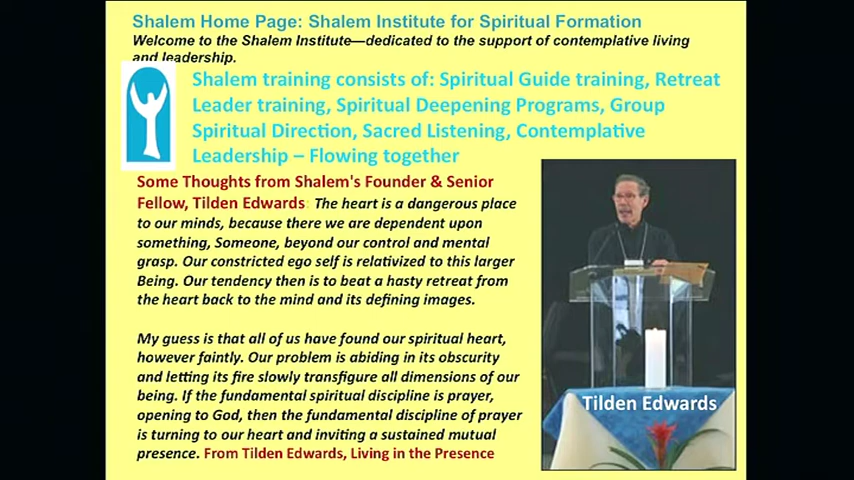 Shalem Home Page: Shalem Institute for Spiritual Formation
Welcome to the Shalem Institute—dedicated to the support of contemplative living
and leadership.
Shalem training consists of: Spiritual Guide training, Retreat
Leader training, Spiritual Deepening Programs, Group
Spiritual Direction, Sacred Listening, Contemplative
Leadership – Flowing together
Some Thoughts from Shalem's Founder & Senior
Fellow, Tilden Edwards: The heart is a dangerous place
to our minds, because there we are dependent upon
something, Someone, beyond our control and mental
grasp. Our constricted ego self is relativized to this larger
Being. Our tendency then is to beat a hasty retreat from
the heart back to the mind and its defining images.
My guess is that all of us have found our spiritual heart,
however faintly. Our problem is abiding in its obscurity
and letting its fire slowly transfigure all dimensions of our
being. If the fundamental spiritual discipline is prayer,
opening to God, then the fundamental discipline of prayer
is turning to our heart and inviting a sustained mutual
presence. From Tilden Edwards, Living in the Presence
Tilden Edwards